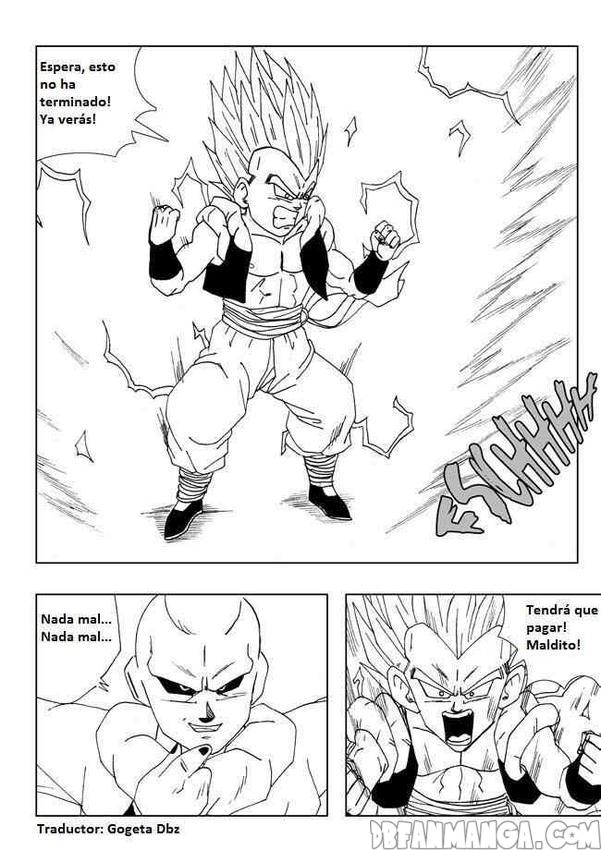 Espera, esto
no ha
terminado!
Ya verás!
FSCHHHHH
Nada mal...
Nada mal...
Tendrá que
pagar!
Maldito!
Traductor: Gogeta Dbz
DBFANMANGA.COM